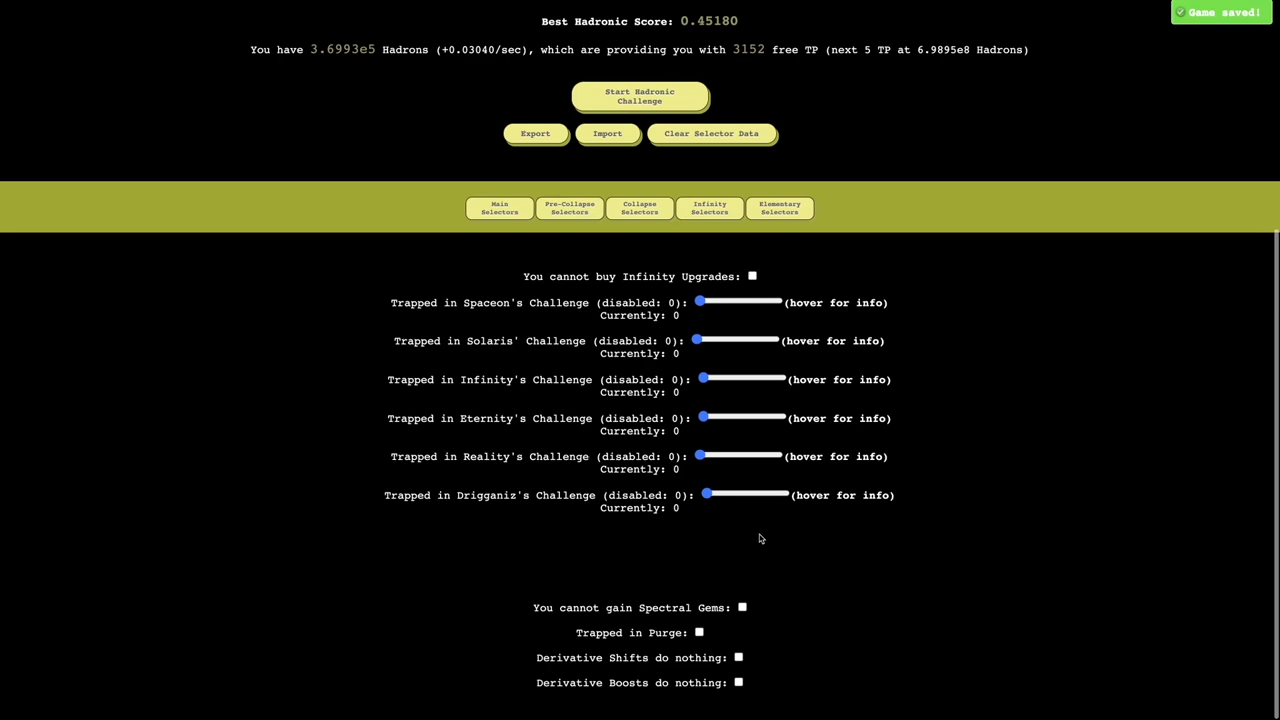 Game saved!
Best Hadronic Score: 0.45180
You have 3.6993e5 Hadrons (+0.03040/sec), which are providing you with 3152 free TP (next 5 TP at 6.9895e8 Hadrons)
Start Hadronic
Challenge
Export
Import
Clear Selector Data
Main
Selectors
Pre-Collapse
Selectors
Collapse
Selectors
Infinity
Selectors
Elementary
Selectors
You cannot buy Infinity Upgrades:
Trapped in Spaceon's Challenge (disabled: 0): (hover for info)
Currently: 0
Trapped in Solaris' Challenge (disabled: 0): (hover for info)
Currently: 0
Trapped in Infinity's Challenge (disabled: 0): (hover for info)
Currently: 0
Trapped in Eternity's Challenge (disabled: 0): (hover for info)
Currently: 0
Trapped in Reality's Challenge (disabled: 0): (hover for info)
Currently: 0
Trapped in Drigganiz's Challenge (disabled: 0): (hover for info)
Currently: 0
You cannot gain Spectral Gems:
Trapped in Purge:
Derivative Shifts do nothing:
Derivative Boosts do nothing: